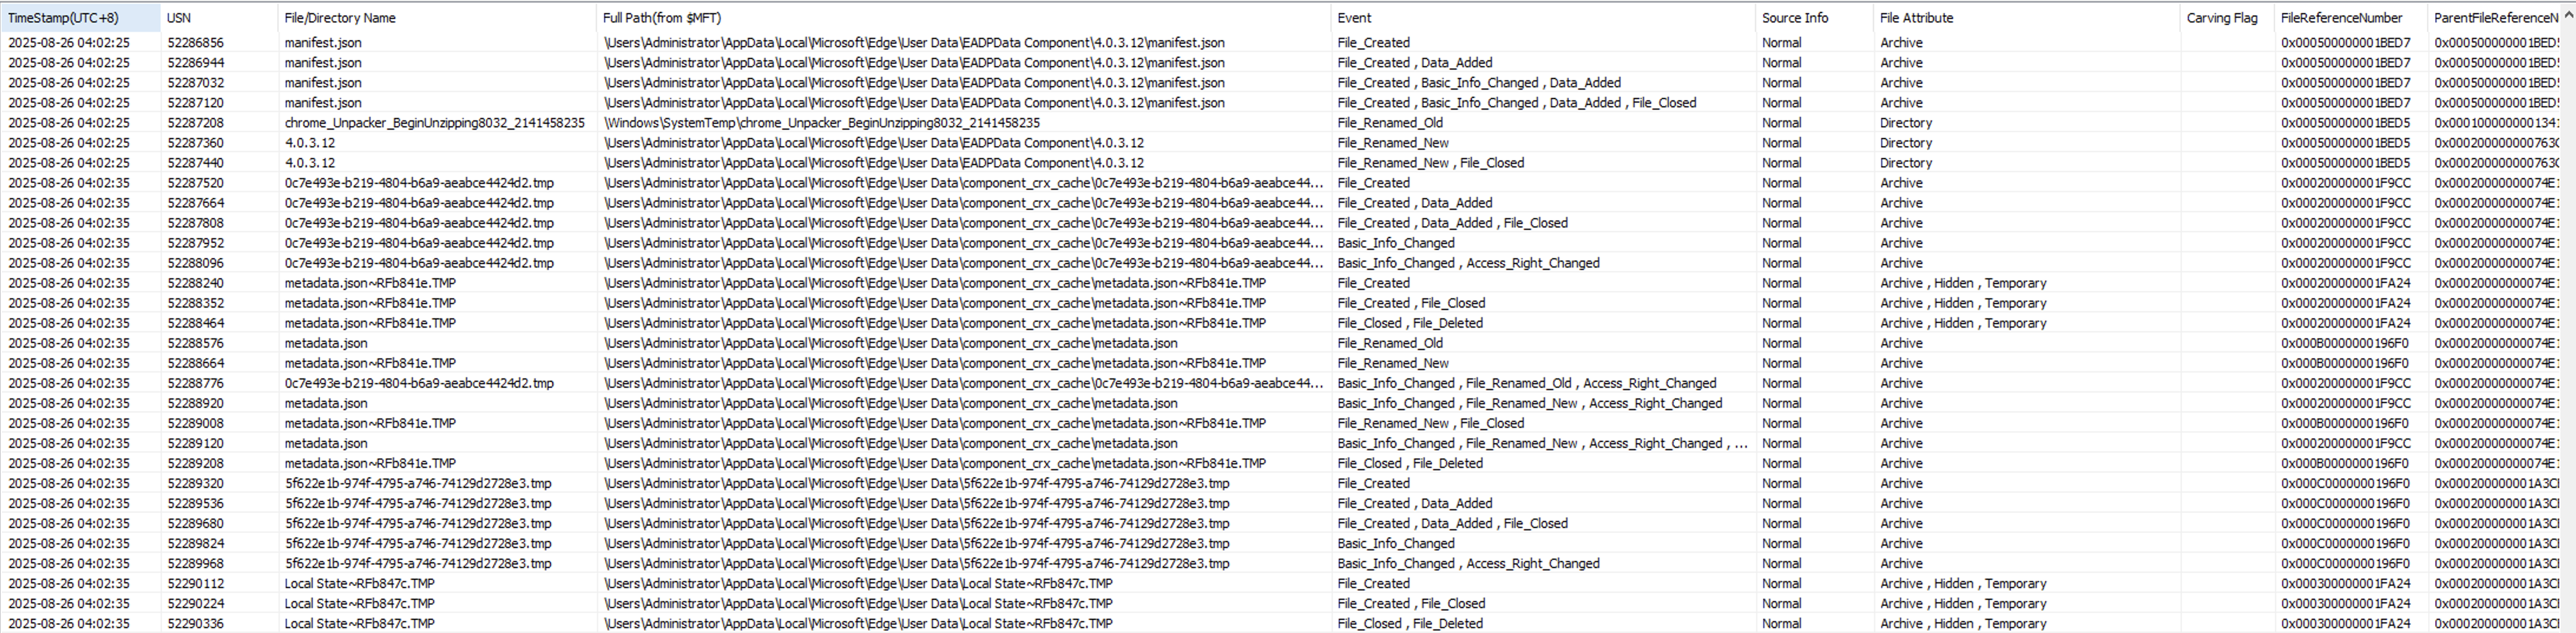 TimeStamp(UTC+8) USN File/Directory Name Full Path(from $MFT) Event Source Info File Attribute Carving Flag FileReferenceNumber ParentFileReferenceN
2025-08-26 04:02:25 52286856 manifest.json \Users\Administrator\AppData\Local\Microsoft\Edge\User Data\EADPData Component\4.0.3.12\manifest.json File_Created Normal Archive 0x000500000001BED7 0x000500000001BED5
2025-08-26 04:02:25 52286944 manifest.json \Users\Administrator\AppData\Local\Microsoft\Edge\User Data\EADPData Component\4.0.3.12\manifest.json File_Created , Data_Added Normal Archive 0x000500000001BED7 0x000500000001BED5
2025-08-26 04:02:25 52287032 manifest.json \Users\Administrator\AppData\Local\Microsoft\Edge\User Data\EADPData Component\4.0.3.12\manifest.json File_Created , Basic_Info_Changed , Data_Added Normal Archive 0x000500000001BED7 0x000500000001BED5
2025-08-26 04:02:25 52287120 manifest.json \Users\Administrator\AppData\Local\Microsoft\Edge\User Data\EADPData Component\4.0.3.12\manifest.json File_Created , Basic_Info_Changed , Data_Added , File_Closed Normal Archive 0x000500000001BED7 0x000500000001BED5
2025-08-26 04:02:25 52287208 chrome_Unpacker_BeginUnzipping8032_2141458235 \Windows\SystemTemp\chrome_Unpacker_BeginUnzipping8032_2141458235 File_Renamed_Old Normal Directory 0x000500000001BED5 0x000100000000134
2025-08-26 04:02:25 52287360 4.0.3.12 \Users\Administrator\AppData\Local\Microsoft\Edge\User Data\EADPData Component\4.0.3.12 File_Renamed_New Normal Directory 0x000500000001BED5 0x000200000000763
2025-08-26 04:02:25 52287440 4.0.3.12 \Users\Administrator\AppData\Local\Microsoft\Edge\User Data\EADPData Component\4.0.3.12 File_Renamed_New , File_Closed Normal Directory 0x000500000001BED5 0x000200000000763
2025-08-26 04:02:35 52287520 0c7e493e-b219-4804-b6a9-aeabce4424d2.tmp \Users\Administrator\AppData\Local\Microsoft\Edge\User Data\component_crx_cache\0c7e493e-b219-4804-b6a9-aeabce44... File_Created Normal Archive 0x000200000001F9CC 0x00020000000074E1
2025-08-26 04:02:35 52287664 0c7e493e-b219-4804-b6a9-aeabce4424d2.tmp \Users\Administrator\AppData\Local\Microsoft\Edge\User Data\component_crx_cache\0c7e493e-b219-4804-b6a9-aeabce44... File_Created , Data_Added Normal Archive 0x000200000001F9CC 0x00020000000074E1
2025-08-26 04:02:35 52287808 0c7e493e-b219-4804-b6a9-aeabce4424d2.tmp \Users\Administrator\AppData\Local\Microsoft\Edge\User Data\component_crx_cache\0c7e493e-b219-4804-b6a9-aeabce44... File_Created , Data_Added , File_Closed Normal Archive 0x000200000001F9CC 0x00020000000074E1
2025-08-26 04:02:35 52287952 0c7e493e-b219-4804-b6a9-aeabce4424d2.tmp \Users\Administrator\AppData\Local\Microsoft\Edge\User Data\component_crx_cache\0c7e493e-b219-4804-b6a9-aeabce44... Basic_Info_Changed Normal Archive 0x000200000001F9CC 0x00020000000074E1
2025-08-26 04:02:35 52288096 0c7e493e-b219-4804-b6a9-aeabce4424d2.tmp \Users\Administrator\AppData\Local\Microsoft\Edge\User Data\component_crx_cache\0c7e493e-b219-4804-b6a9-aeabce44... Basic_Info_Changed , Access_Right_Changed Normal Archive 0x000200000001F9CC 0x00020000000074E1
2025-08-26 04:02:35 52288240 metadata.json~RFb841e.TMP \Users\Administrator\AppData\Local\Microsoft\Edge\User Data\component_crx_cache\metadata.json~RFb841e.TMP File_Created Normal Archive , Hidden , Temporary 0x000200000001FA24 0x00020000000074E1
2025-08-26 04:02:35 52288352 metadata.json~RFb841e.TMP \Users\Administrator\AppData\Local\Microsoft\Edge\User Data\component_crx_cache\metadata.json~RFb841e.TMP File_Created , File_Closed Normal Archive , Hidden , Temporary 0x000200000001FA24 0x00020000000074E1
2025-08-26 04:02:35 52288464 metadata.json~RFb841e.TMP \Users\Administrator\AppData\Local\Microsoft\Edge\User Data\component_crx_cache\metadata.json~RFb841e.TMP File_Closed , File_Deleted Normal Archive , Hidden , Temporary 0x000200000001FA24 0x00020000000074E1
2025-08-26 04:02:35 52288576 metadata.json \Users\Administrator\AppData\Local\Microsoft\Edge\User Data\component_crx_cache\metadata.json File_Renamed_Old Normal Archive 0x000B0000000196F0 0x00020000000074E1
2025-08-26 04:02:35 52288664 metadata.json~RFb841e.TMP \Users\Administrator\AppData\Local\Microsoft\Edge\User Data\component_crx_cache\metadata.json~RFb841e.TMP File_Renamed_New Normal Archive 0x000B0000000196F0 0x00020000000074E1
2025-08-26 04:02:35 52288776 0c7e493e-b219-4804-b6a9-aeabce4424d2.tmp \Users\Administrator\AppData\Local\Microsoft\Edge\User Data\component_crx_cache\0c7e493e-b219-4804-b6a9-aeabce44... Basic_Info_Changed , File_Renamed_Old , Access_Right_Changed Normal Archive 0x000200000001F9CC 0x00020000000074E1
2025-08-26 04:02:35 52288920 metadata.json \Users\Administrator\AppData\Local\Microsoft\Edge\User Data\component_crx_cache\metadata.json Basic_Info_Changed , File_Renamed_New , Access_Right_Changed Normal Archive 0x000200000001F9CC 0x00020000000074E1
2025-08-26 04:02:35 52289008 metadata.json~RFb841e.TMP \Users\Administrator\AppData\Local\Microsoft\Edge\User Data\component_crx_cache\metadata.json~RFb841e.TMP File_Renamed_New , File_Closed Normal Archive 0x000B0000000196F0 0x00020000000074E1
2025-08-26 04:02:35 52289120 metadata.json \Users\Administrator\AppData\Local\Microsoft\Edge\User Data\component_crx_cache\metadata.json Basic_Info_Changed , File_Renamed_New , Access_Right_Changed , ... Normal Archive 0x000200000001F9CC 0x00020000000074E1
2025-08-26 04:02:35 52289208 metadata.json~RFb841e.TMP \Users\Administrator\AppData\Local\Microsoft\Edge\User Data\component_crx_cache\metadata.json~RFb841e.TMP File_Closed , File_Deleted Normal Archive 0x000B0000000196F0 0x00020000000074E1
2025-08-26 04:02:35 52289320 5f622e1b-974f-4795-a746-74129d2728e3.tmp \Users\Administrator\AppData\Local\Microsoft\Edge\User Data\5f622e1b-974f-4795-a746-74129d2728e3.tmp File_Created Normal Archive 0x000C0000000196F0 0x000200000001A3C
2025-08-26 04:02:35 52289536 5f622e1b-974f-4795-a746-74129d2728e3.tmp \Users\Administrator\AppData\Local\Microsoft\Edge\User Data\5f622e1b-974f-4795-a746-74129d2728e3.tmp File_Created , Data_Added Normal Archive 0x000C0000000196F0 0x000200000001A3C
2025-08-26 04:02:35 52289680 5f622e1b-974f-4795-a746-74129d2728e3.tmp \Users\Administrator\AppData\Local\Microsoft\Edge\User Data\5f622e1b-974f-4795-a746-74129d2728e3.tmp File_Created , Data_Added , File_Closed Normal Archive 0x000C0000000196F0 0x000200000001A3C
2025-08-26 04:02:35 52289824 5f622e1b-974f-4795-a746-74129d2728e3.tmp \Users\Administrator\AppData\Local\Microsoft\Edge\User Data\5f622e1b-974f-4795-a746-74129d2728e3.tmp Basic_Info_Changed Normal Archive 0x000C0000000196F0 0x000200000001A3C
2025-08-26 04:02:35 52289968 5f622e1b-974f-4795-a746-74129d2728e3.tmp \Users\Administrator\AppData\Local\Microsoft\Edge\User Data\5f622e1b-974f-4795-a746-74129d2728e3.tmp Basic_Info_Changed , Access_Right_Changed Normal Archive 0x000C0000000196F0 0x000200000001A3C
2025-08-26 04:02:35 52290112 Local State~RFb847c.TMP \Users\Administrator\AppData\Local\Microsoft\Edge\User Data\Local State~RFb847c.TMP File_Created Normal Archive , Hidden , Temporary 0x000300000001FA24 0x000200000001A3C
2025-08-26 04:02:35 52290224 Local State~RFb847c.TMP \Users\Administrator\AppData\Local\Microsoft\Edge\User Data\Local State~RFb847c.TMP File_Created , File_Closed Normal Archive , Hidden , Temporary 0x000300000001FA24 0x000200000001A3C
2025-08-26 04:02:35 52290336 Local State~RFb847c.TMP \Users\Administrator\AppData\Local\Microsoft\Edge\User Data\Local State~RFb847c.TMP File_Closed , File_Deleted Normal Archive , Hidden , Temporary 0x000300000001FA24 0x000200000001A3C